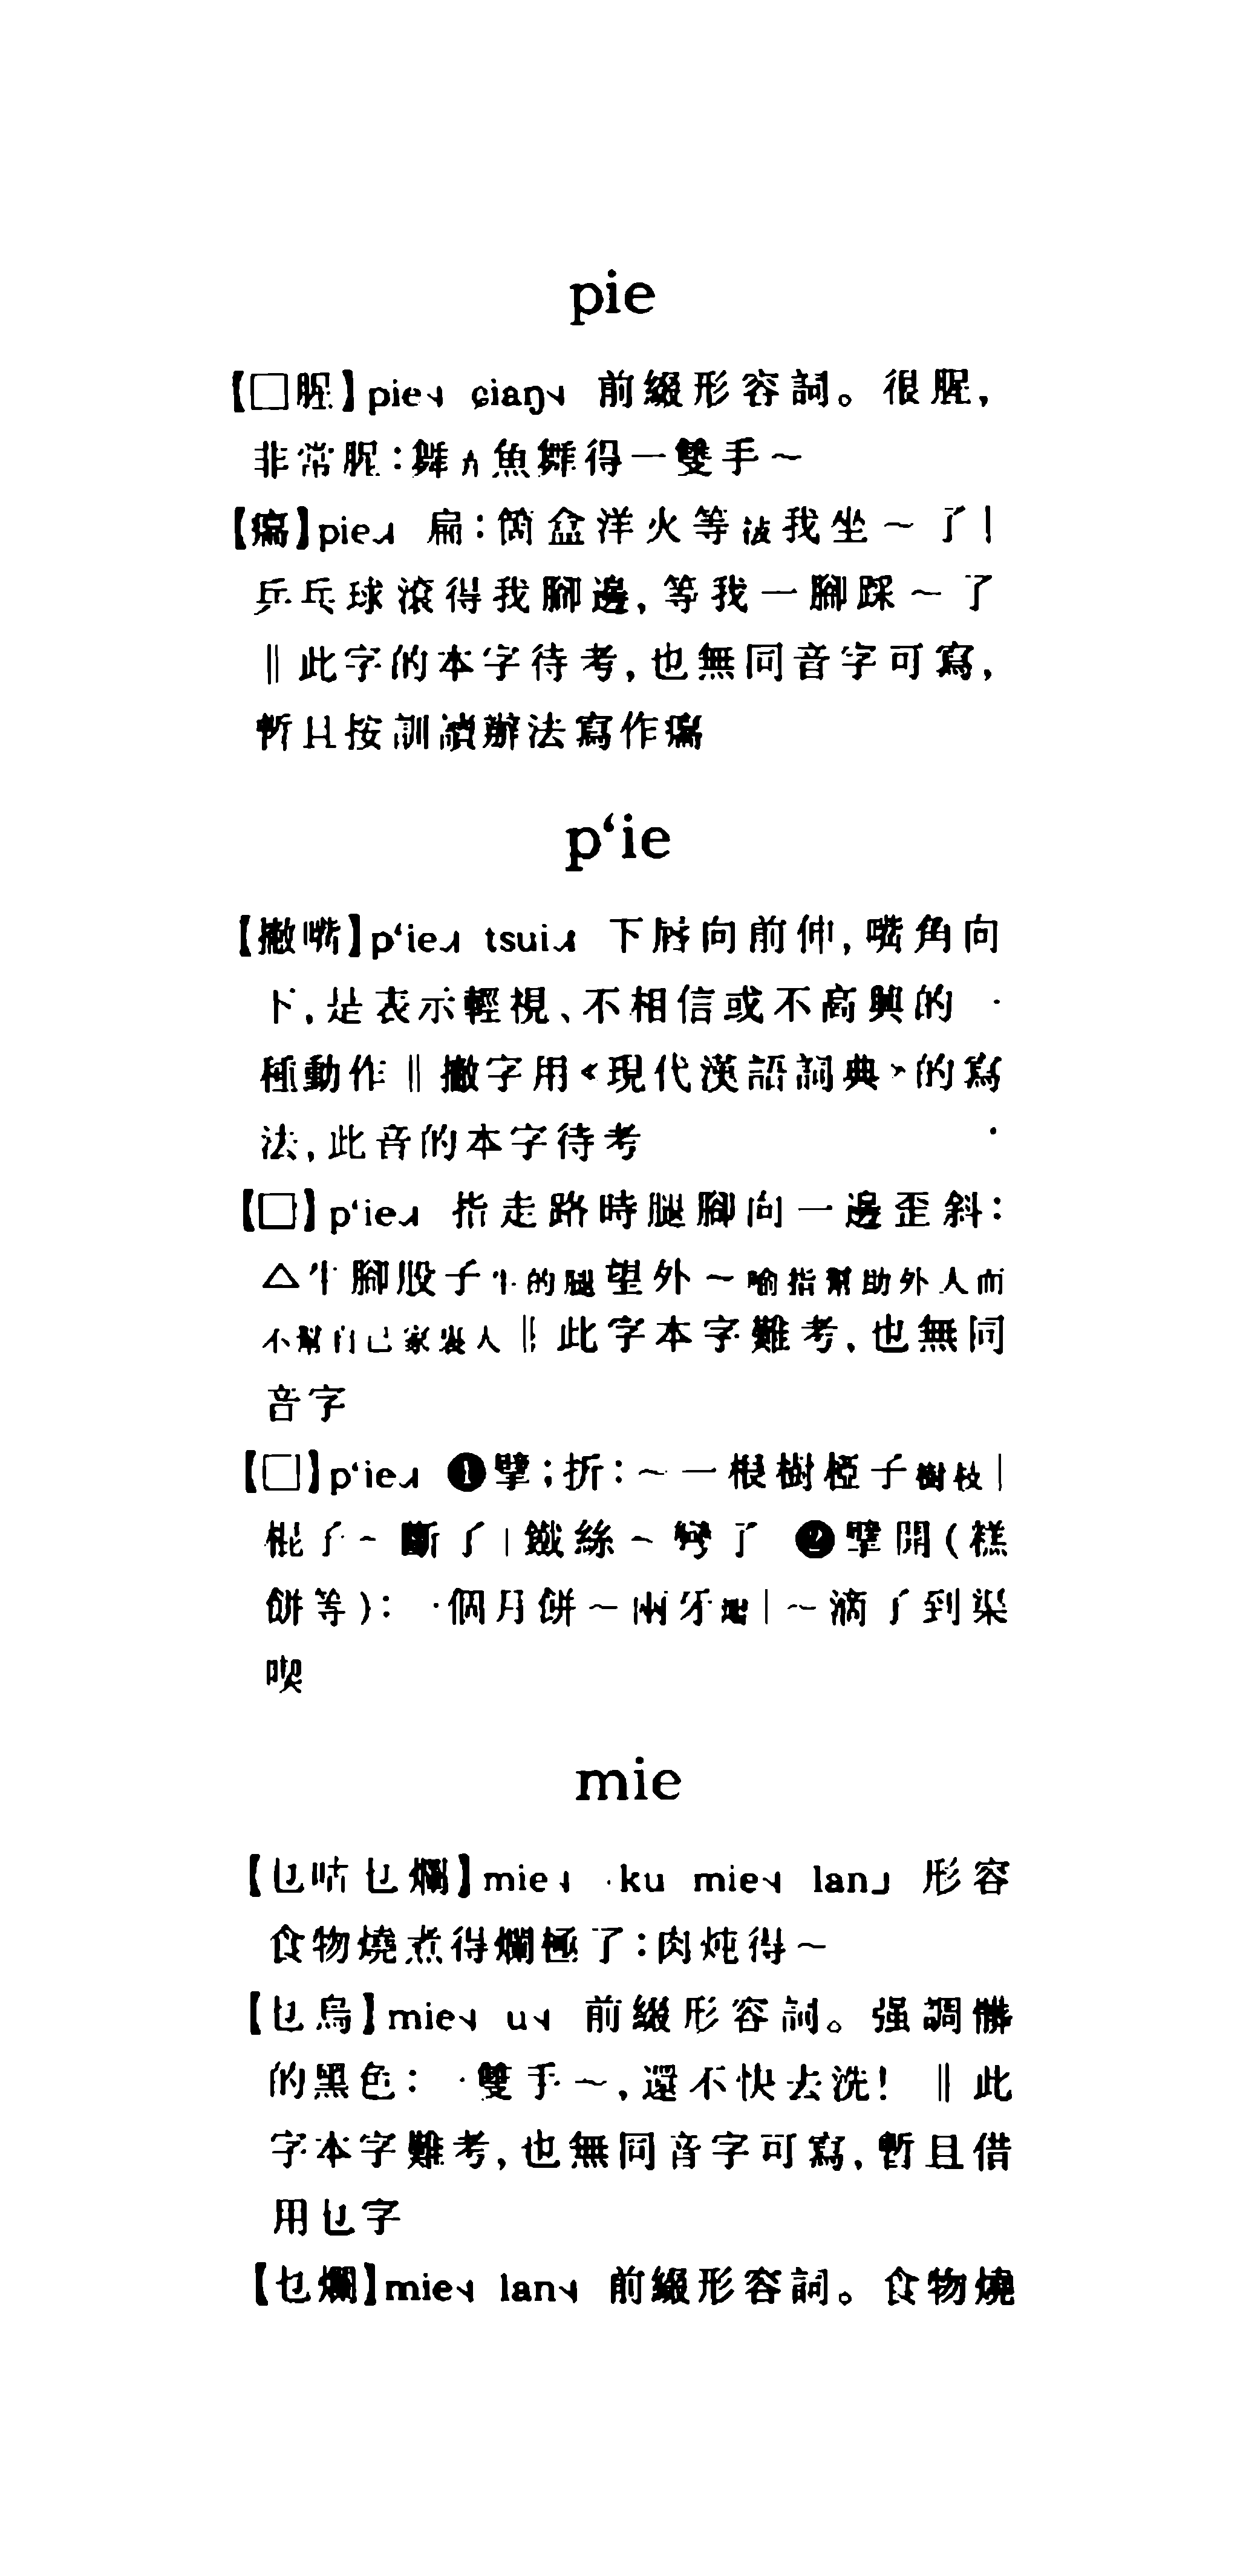 pie
【□腥】pie˧ ɕiaŋ˧ 前綴形容詞。很腥，
非常腥：舞魚舞得一雙手～
【癟】pie 扁：箇盆洋火等我坐～了｜
乒乓球滾得我腳邊，等我一腳踩～了
‖此字的本字待考，也無同音字可寫，
暫且按訓讀辦法寫作癟
p‘ie
【撇嘴】p‘ie tsui 下唇向前伸，嘴角向
下，是表示輕視、不相信或不高興的一
種動作‖撇字用《現代漢語詞典》的寫
法，此音的本字待考
【□】p‘ie 指走路時腿腳向一邊歪斜：
△牛腳股子牛的腿望外～喻指幫助外人而
不幫自己家裏人‖此字本字難考，也無同
音字
【□】p‘ie ❶擘；折：～一根樹椏子樹枝｜
棍子～斷了｜鐵絲～彎了 ❷擘開（糕
餅等）：一個月餅～兩牙｜～滴了到渠
喫
mie
【乜咕乜爛】mie ·ku mie lan 形容
食物燒煮得爛極了：肉炖得～
【乜烏】mie u 前綴形容詞。强調髒
的黑色：一雙手～，還不快去洗！‖此
字本字難考，也無同音字可寫，暫且借
用乜字
【乜爛】mie lan 前綴形容詞。食物燒